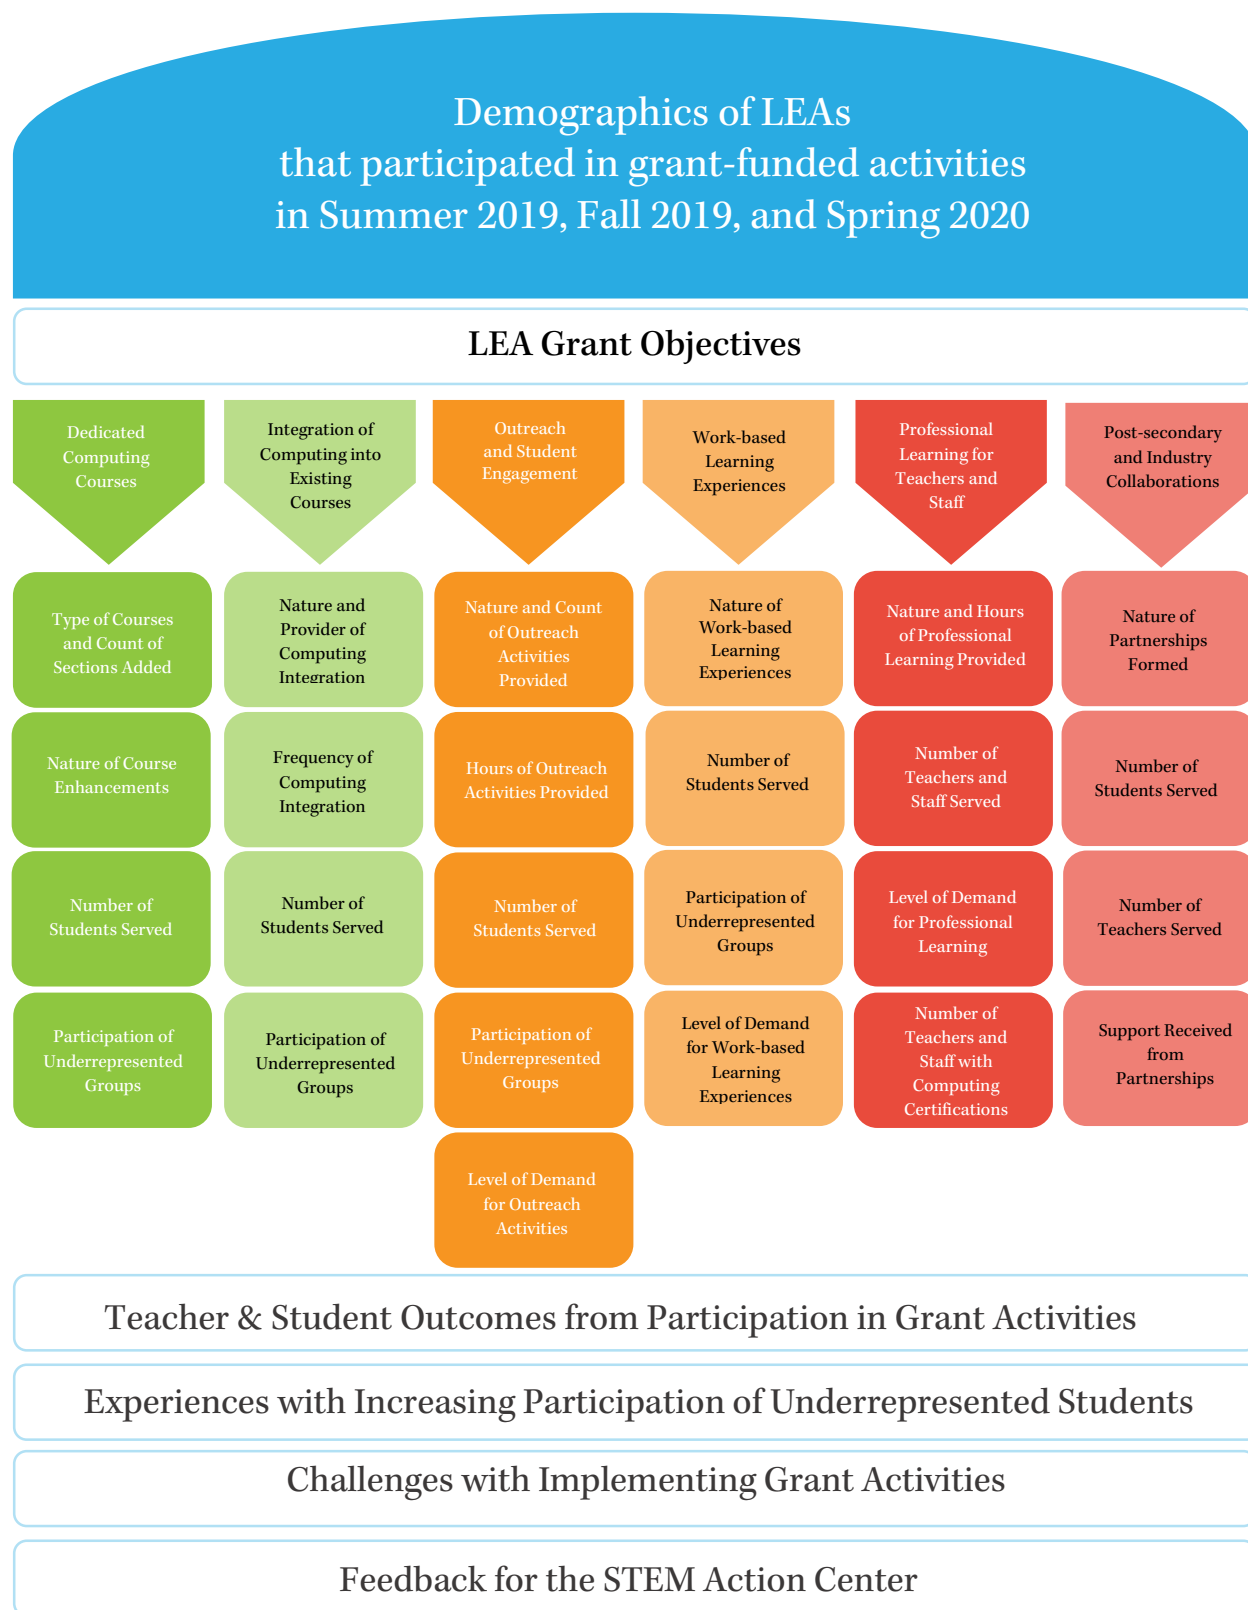 Demographics of LEAs
that participated in grant-funded activities
in Summer 2019, Fall 2019, and Spring 2020
LEA Grant Objectives
Dedicated
Computing
Courses
Integration of
Computing into
Existing
Courses
Outreach
and Student
Engagement
Work-based
Learning
Experiences
Professional
Learning for
Teachers and
Staff
Post-secondary
and Industry
Collaborations
Type of Courses
and Count of
Sections Added
Nature and
Provider of
Computing
Integration
Nature and Count
of Outreach
Activities
Provided
Nature of
Work-based
Learning
Experiences
Nature and Hours
of Professional
Learning Provided
Nature of
Partnerships
Formed
Nature of Course
Enhancements
Frequency of
Computing
Integration
Hours of Outreach
Activities Provided
Number of
Students Served
Number of
Teachers and
Staff Served
Number of
Students Served
Number of
Students Served
Number of
Students Served
Number of
Students Served
Participation of
Underrepresented
Groups
Level of Demand
for Professional
Learning
Number of
Teachers Served
Participation of
Underrepresented
Groups
Participation of
Underrepresented
Groups
Participation of
Underrepresented
Groups
Level of Demand
for Work-based
Learning
Experiences
Number of
Teachers and
Staff with
Computing
Certifications
Support Received
from
Partnerships
Level of Demand
for Outreach
Activities
Teacher & Student Outcomes from Participation in Grant Activities
Experiences with Increasing Participation of Underrepresented Students
Challenges with Implementing Grant Activities
Feedback for the STEM Action Center